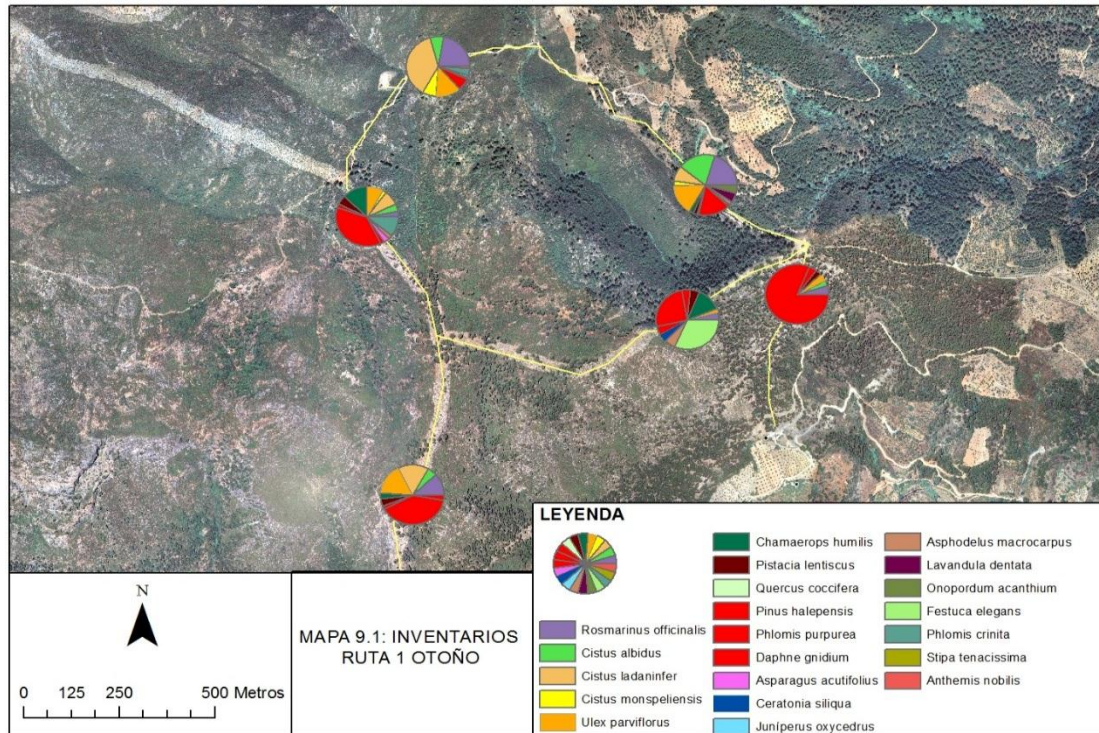 N
0 125 250 500 Metros
MAPA 9.1: INVENTARIOS
RUTA 1 OTOÑO
LEYENDA
Rosmarinus officinalis
Cistus albidus
Cistus ladaninfer
Cistus monspeliensis
Ulex parviflorus
Chamaerops humilis
Pistacia lentiscus
Quercus coccifera
Pinus halepensis
Phlomis purpurea
Daphne gnidium
Asparagus acutifolius
Ceratonia siliqua
Juníperus oxycedrus
Asphodelus macrocarpus
Lavandula dentata
Onopordum acanthium
Festuca elegans
Phlomis crinita
Stipa tenacissima
Anthemis nobilis